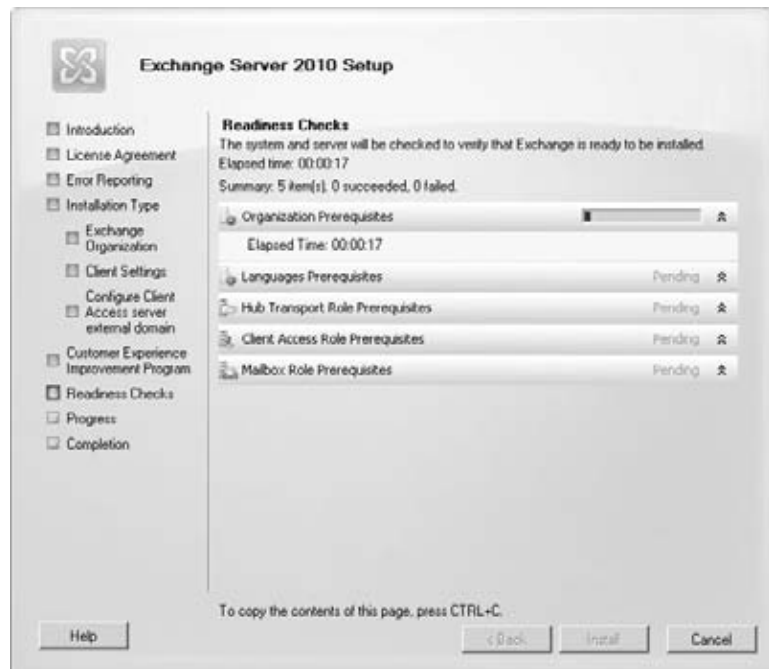 Exchange Server 2010 Setup
Introduction
License Agreement
Error Reporting
Installation Type
Exchange
Organization
Client Settings
Configure Client
Access server
external domain
Customer Experience
Improvement Program
Readiness Checks
Progress
Completion
Readiness Checks
The system and server will be checked to verify that Exchange is ready to be installed.
Elapsed time: 00:00:17
Summary: 5 item(s). 0 succeeded, 0 failed.
Organization Prerequisites
Elapsed Time: 00:00:17
Languages Prerequisites Pending
Hub Transport Role Prerequisites Pending
Client Access Role Prerequisites Pending
Mailbox Role Prerequisites Pending
To copy the contents of this page, press CTRL+C.
Help < Back Install Cancel